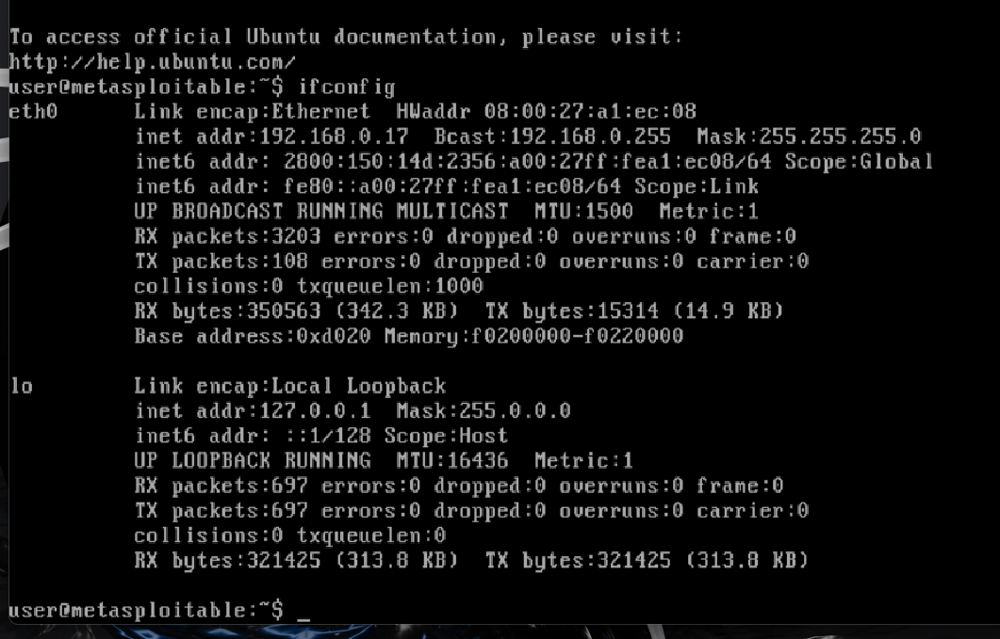 To access official Ubuntu documentation, please visit:
http://help.ubuntu.com/
user@metasploitable:~$ ifconfig
eth0      Link encap:Ethernet  HWaddr 08:00:27:a1:ec:08
          inet addr:192.168.0.17  Bcast:192.168.0.255  Mask:255.255.255.0
          inet6 addr: 2800:150:14d:2356:a00:27ff:fea1:ec08/64 Scope:Global
          inet6 addr: fe80::a00:27ff:fea1:ec08/64 Scope:Link
          UP BROADCAST RUNNING MULTICAST  MTU:1500  Metric:1
          RX packets:3203 errors:0 dropped:0 overruns:0 frame:0
          TX packets:108 errors:0 dropped:0 overruns:0 carrier:0
          collisions:0 txqueuelen:1000
          RX bytes:350563 (342.3 KB)  TX bytes:15314 (14.9 KB)
          Base address:0xd020 Memory:f0200000-f0220000

lo        Link encap:Local Loopback
          inet addr:127.0.0.1  Mask:255.0.0.0
          inet6 addr: ::1/128 Scope:Host
          UP LOOPBACK RUNNING  MTU:16436  Metric:1
          RX packets:697 errors:0 dropped:0 overruns:0 frame:0
          TX packets:697 errors:0 dropped:0 overruns:0 carrier:0
          collisions:0 txqueuelen:0
          RX bytes:321425 (313.8 KB)  TX bytes:321425 (313.8 KB)

user@metasploitable:~$ _